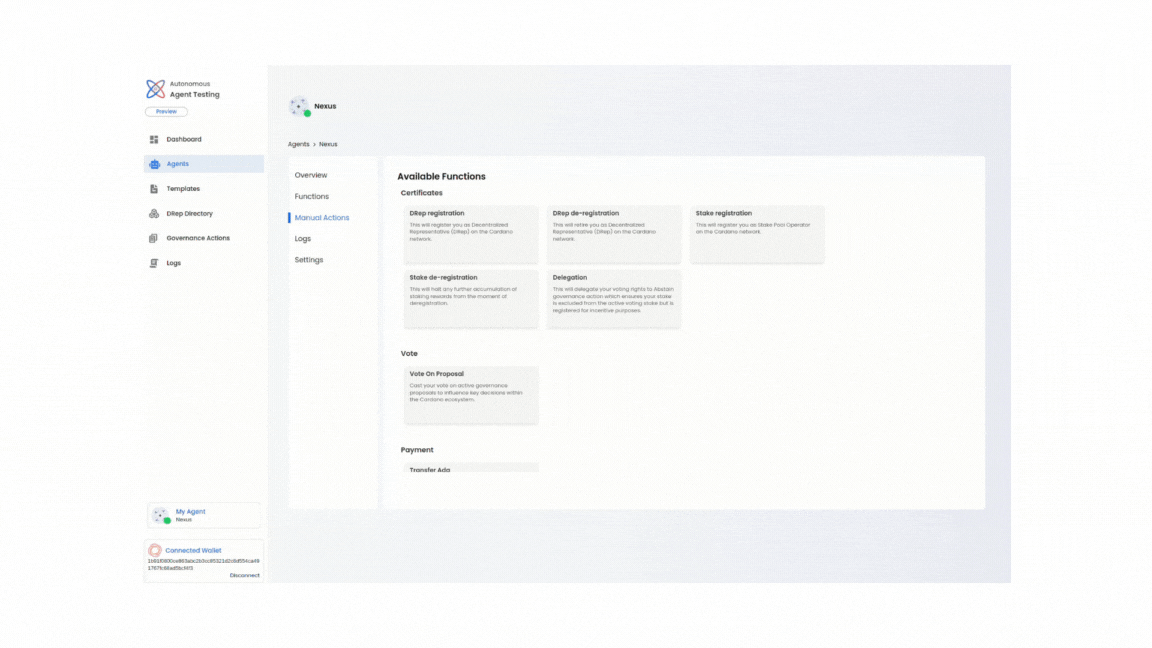 Autonomous
Agent Testing
Preview
Dashboard
Agents
Templates
DRep Directory
Governance Actions
Logs
My Agent
Nexus
Connected Wallet
Disconnect
Nexus
Agents > Nexus
Overview
Functions
Manual Actions
Logs
Settings
Available Functions
Certificates
DRep registration
This will register you as Decentralized
Representative (DRep) on the Cardano
network.
DRep de-registration
This will retire you as Decentralized
Representative (DRep) on the Cardano
network.
Stake registration
This will register you as Stake Pool Operator
on the Cardano network.
Stake de-registration
This will halt any further accumulation of
staking rewards from the moment of
deregistration.
Delegation
This will delegate your voting rights to Abstain
governance action which ensures your stake
is excluded from the active voting stake but is
registered for incentive purposes.
Vote
Vote On Proposal
Cast your vote on active governance
proposals to influence key decisions within
the Cardano ecosystem.
Payment
Transfer Ada